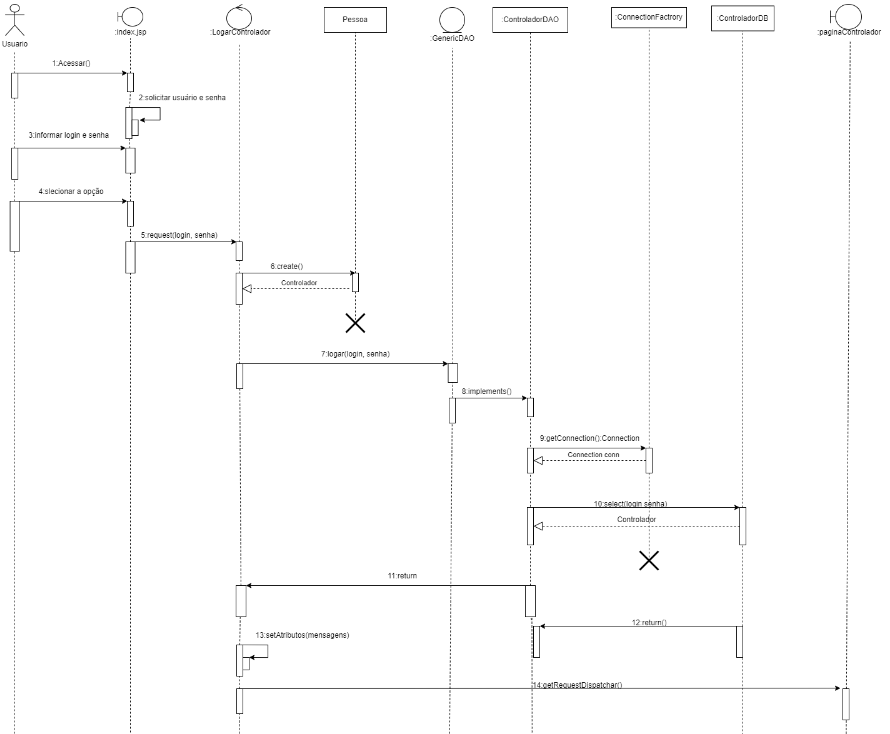 Usuario
:index.jsp
:LogarControlador
Pessoa
:GenericDAO
:ControladorDAO
:ConnectionFactrory
:ControladorDB
:paginaControlador
1:Acessar()
2:solicitar usuário e senha
3:informar login e senha
4:slecionar a opção
5:request(login, senha)
6:create()
Controlador
7:logar(login, senha)
8:implements()
9:getConnection():Connection
Connection conn
10:select(login senha)
Controlador
11:return
12:return()
13:setAtributos(mensagens)
14:getRequestDispatchar()